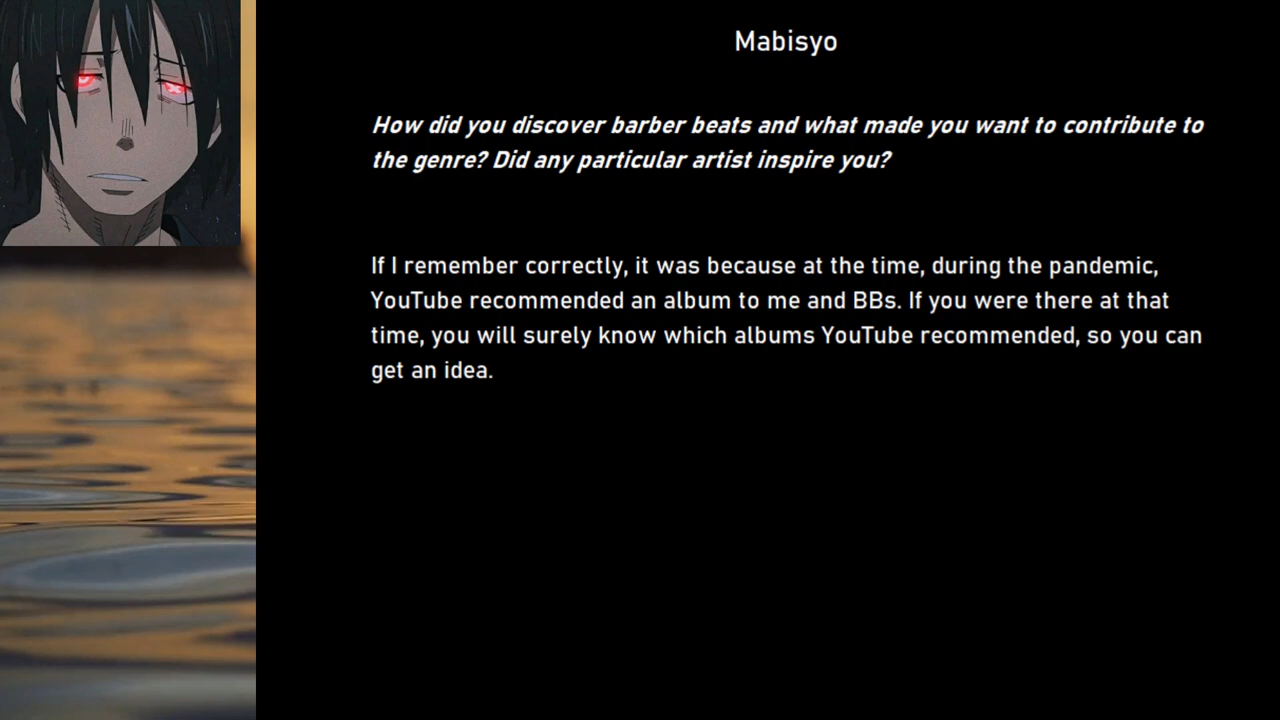 Mabisyo
How did you discover barber beats and what made you want to contribute to
the genre? Did any particular artist inspire you?
If I remember correctly, it was because at the time, during the pandemic,
YouTube recommended an album to me and BBs. If you were there at that
time, you will surely know which albums YouTube recommended, so you can
get an idea.